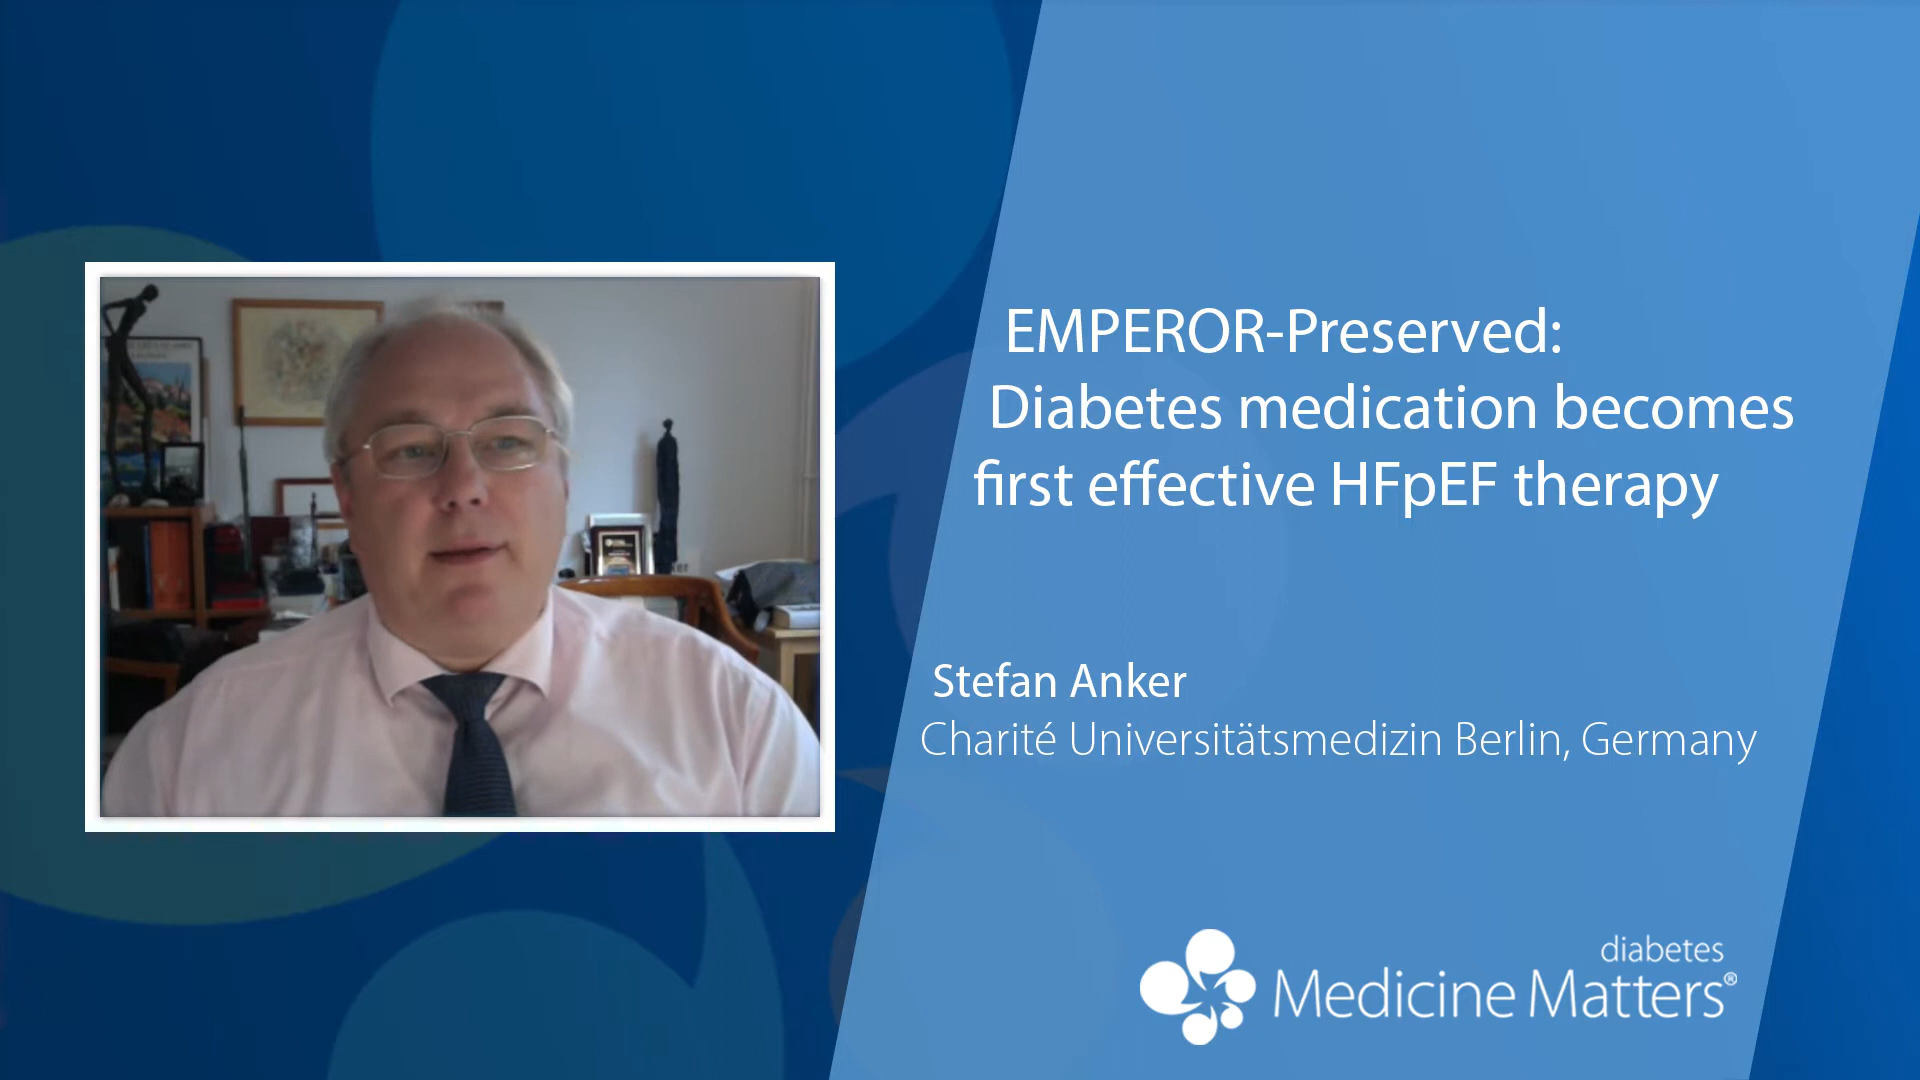 EMPEROR-Preserved:
Diabetes medication becomes
first effective HFpEF therapy
Stefan Anker
Charité Universitätsmedizin Berlin, Germany
diabetes
Medicine Matters®